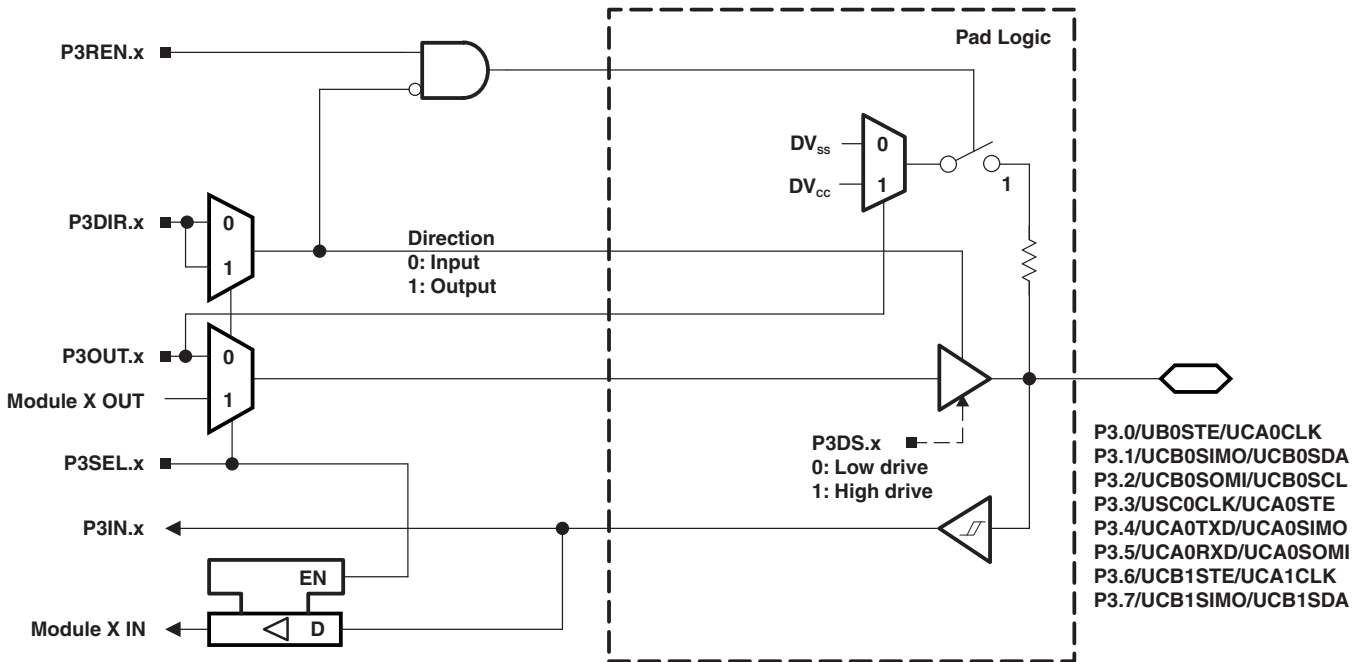 Pad Logic
P3REN.x
DVss
0
DVcc
1
1
P3DIR.x
0
1
Direction
0: Input
1: Output
P3OUT.x
0
Module X OUT
1
P3DS.x
0: Low drive
1: High drive
P3SEL.x
P3IN.x
EN
Module X IN
D
P3.0/UB0STE/UCA0CLK
P3.1/UCB0SIMO/UCB0SDA
P3.2/UCB0SOMI/UCB0SCL
P3.3/USC0CLK/UCA0STE
P3.4/UCA0TXD/UCA0SIMO
P3.5/UCA0RXD/UCA0SOMI
P3.6/UCB1STE/UCA1CLK
P3.7/UCB1SIMO/UCB1SDA